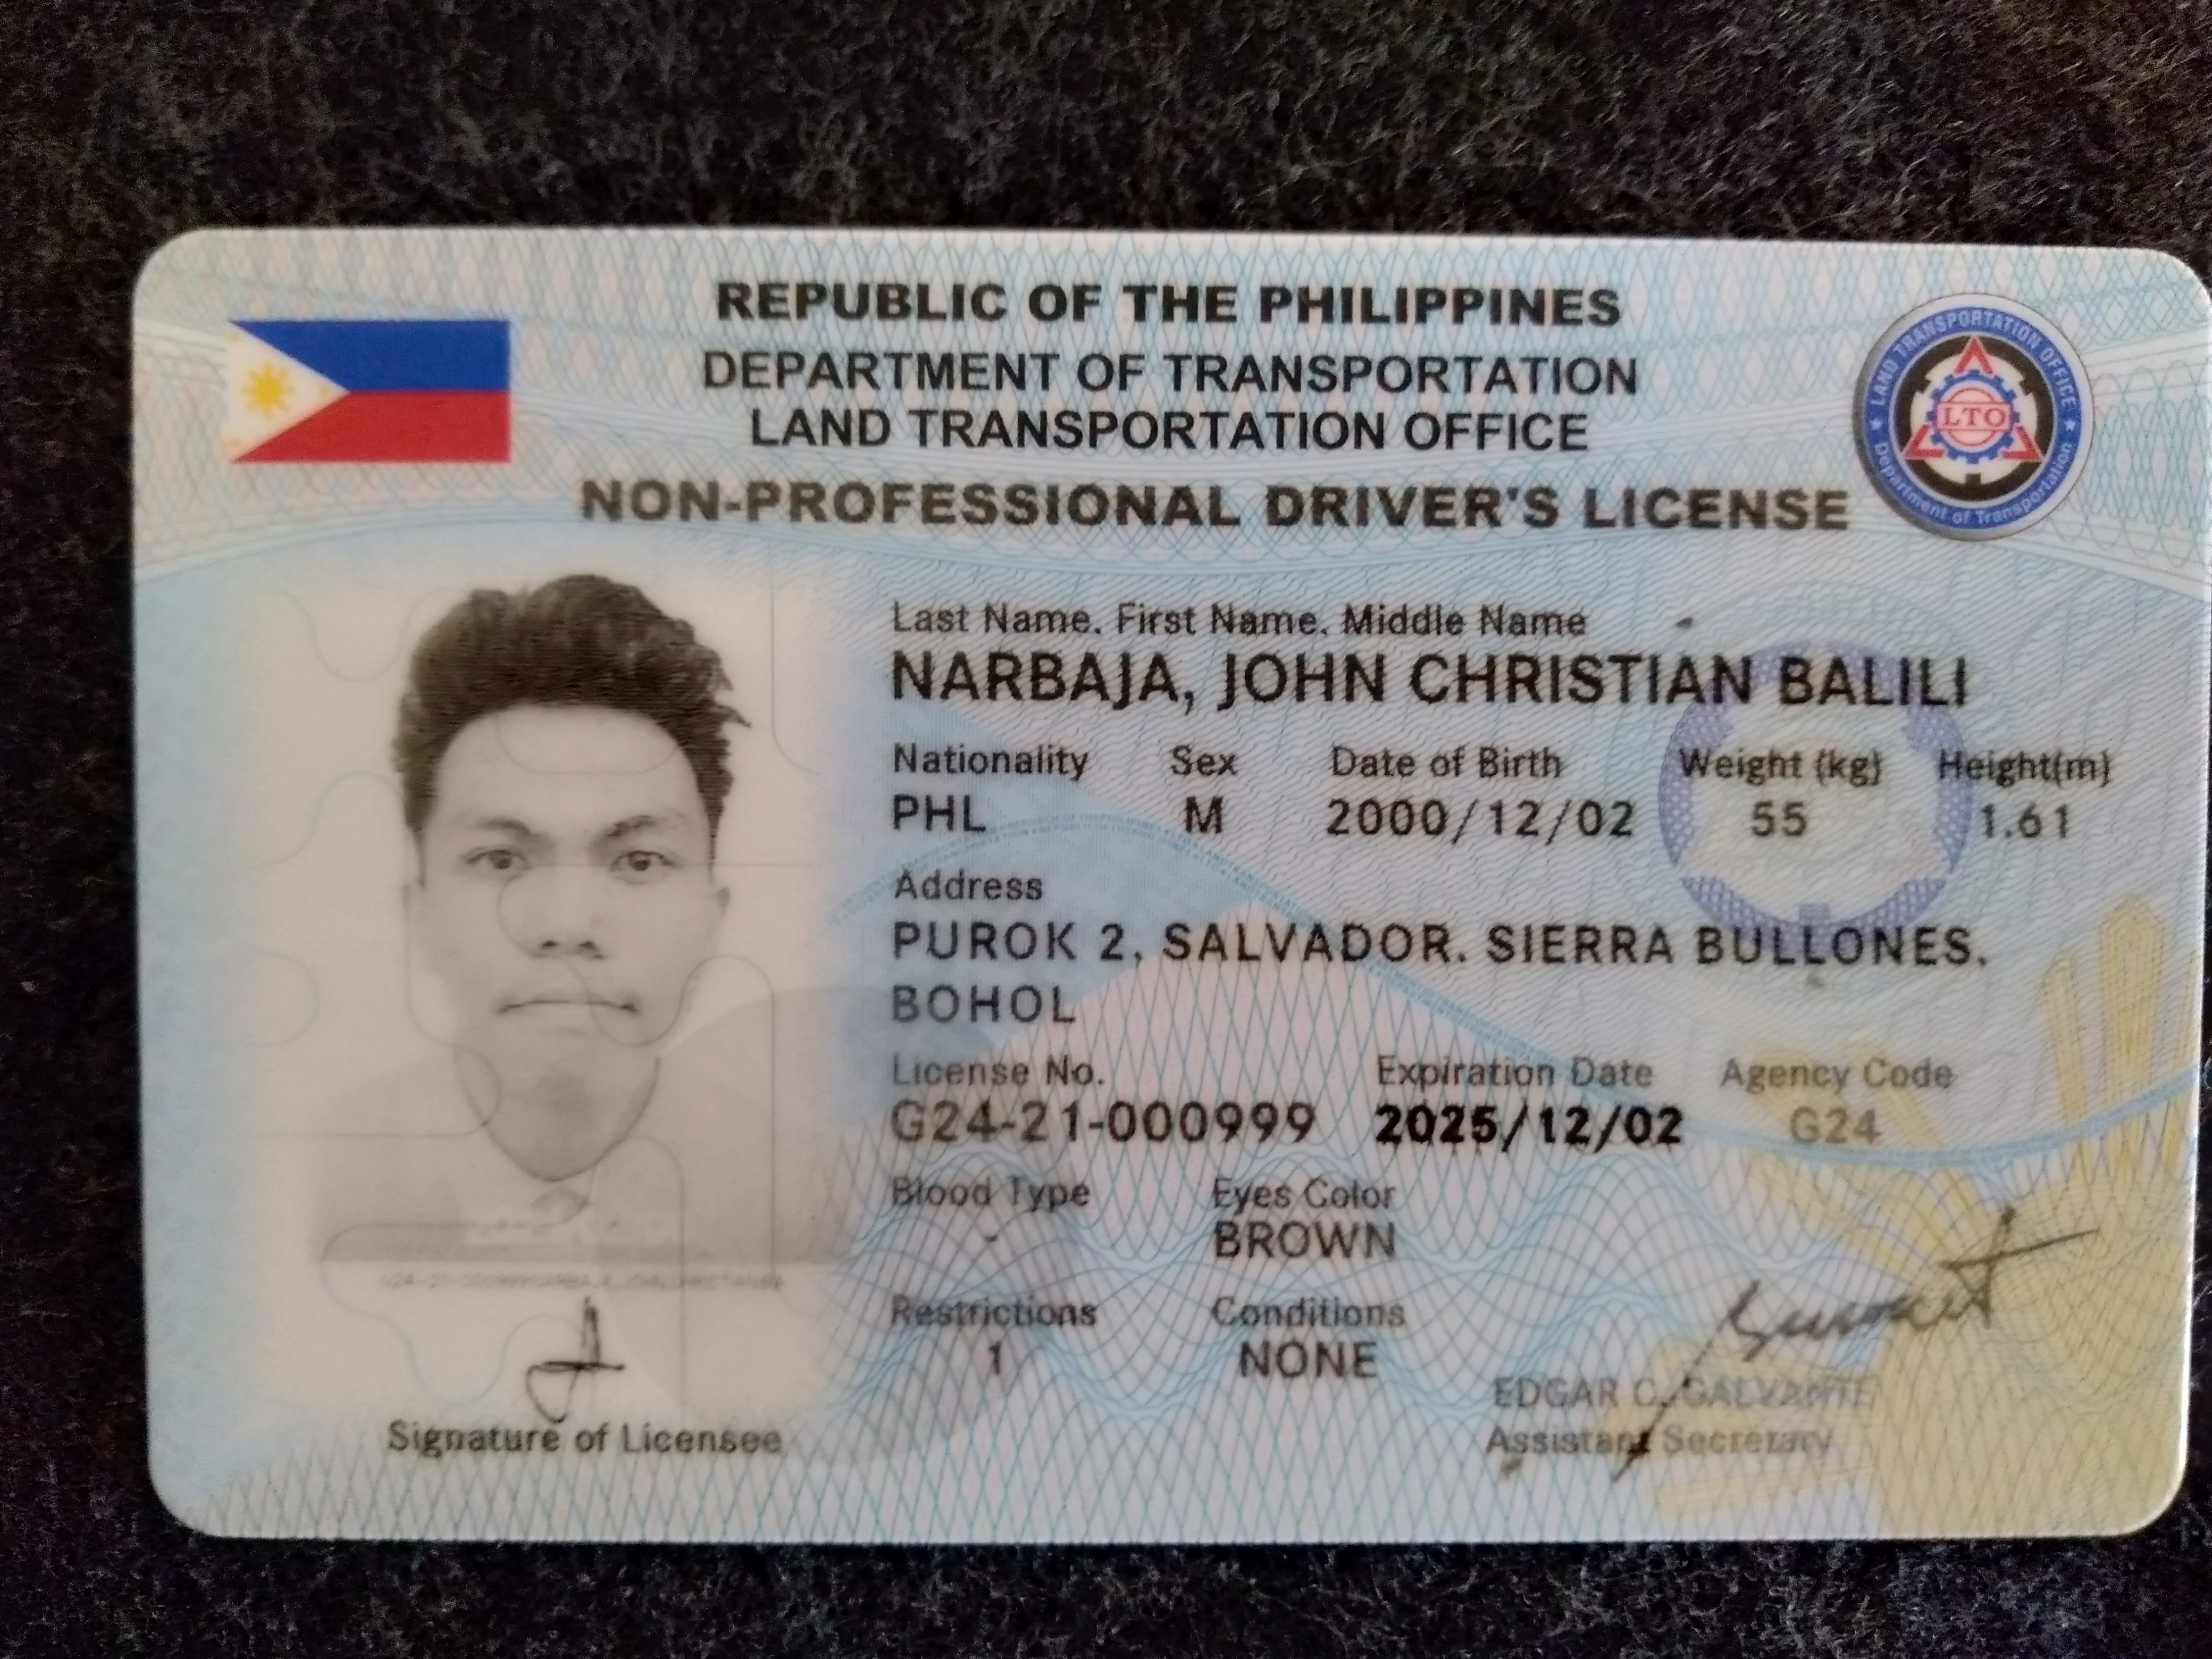 REPUBLIC OF THE PHILIPPINES
DEPARTMENT OF TRANSPORTATION
LAND TRANSPORTATION OFFICE
NON-PROFESSIONAL DRIVER'S LICENSE
LAND TRANSPORTATION OFFICE
LTO
Department of Transportation
Last Name. First Name. Middle Name
NARBAJA, JOHN CHRISTIAN BALILI
Nationality Sex Date of Birth Weight (kg) Height(m)
PHL M 2000/12/02 55 1.61
Address
PUROK 2, SALVADOR. SIERRA BULLONES.
BOHOL
License No. Expiration Date Agency Code
G24-21-000999 2025/12/02 G24
Blood Type Eyes Color
- BROWN
Restrictions Conditions
1 NONE
EDGAR C. GALVANTE
Assistant Secretary
Signature of Licensee